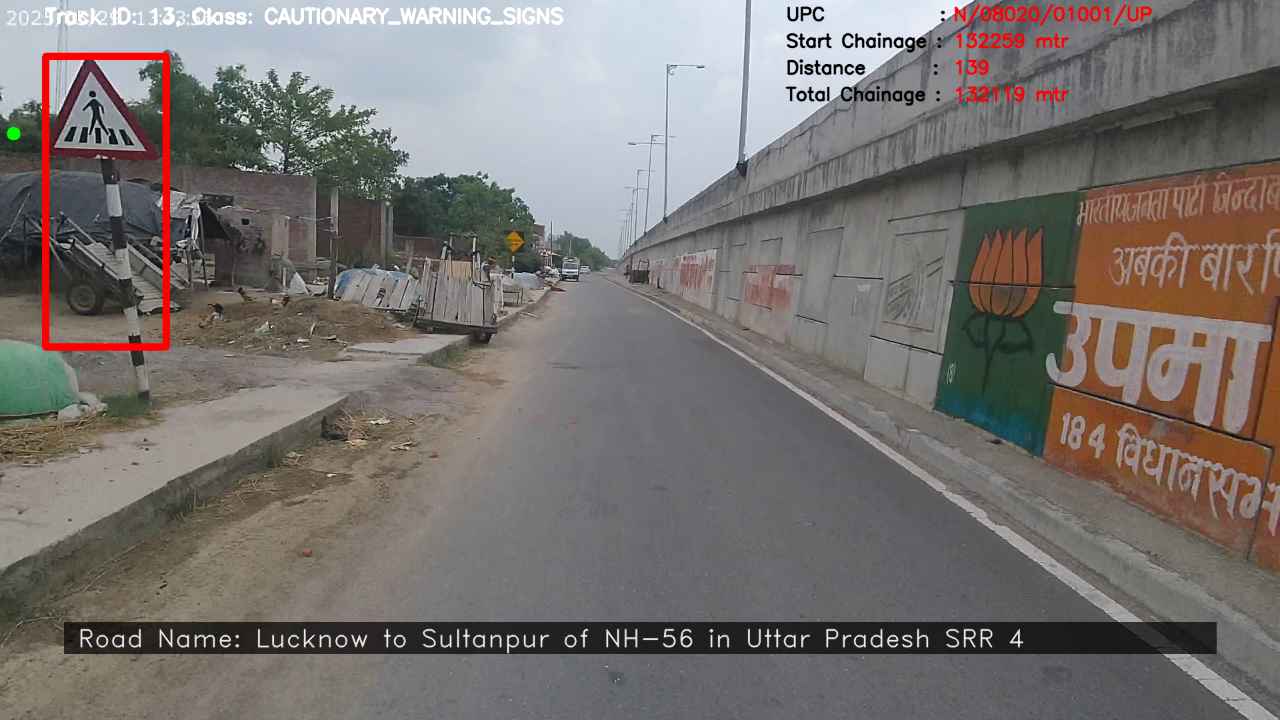 Track ID: 13, Class: CAUTIONARY_WARNING_SIGNS
UPC : N/08020/01001/UP
Start Chainage : 132259 mtr
Distance : 139
Total Chainage : 132119 mtr
भारतीय जनता पार्टी जिन्दाबा
अबकी बार
उपमा
184 विधानसभा
Road Name: Lucknow to Sultanpur of NH-56 in Uttar Pradesh SRR 4